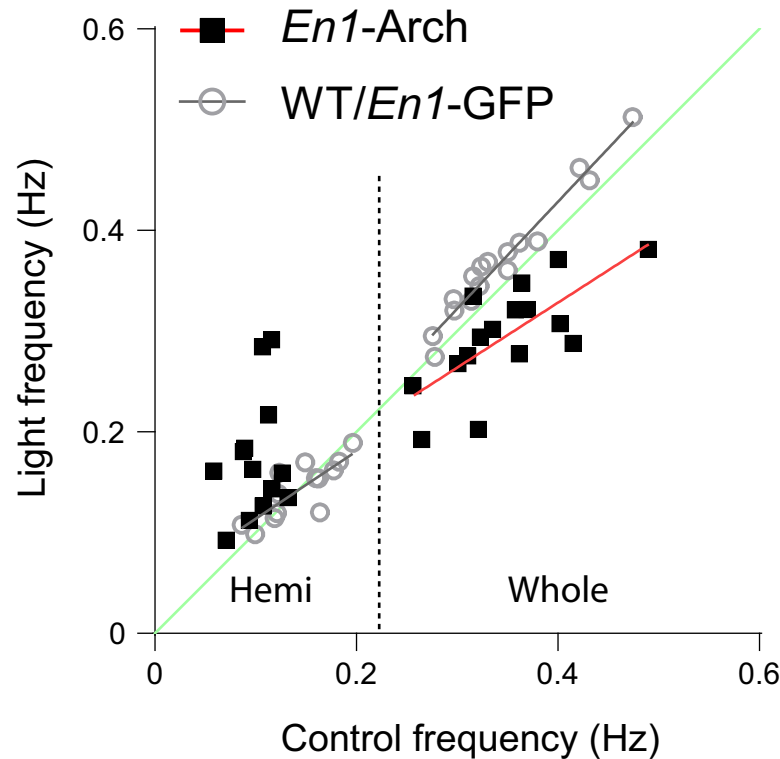 En1-Arch
WT/En1-GFP
Light frequency (Hz)
0.6
0.4
0.2
0
Hemi
Whole
0
0.2
0.4
0.6
Control frequency (Hz)